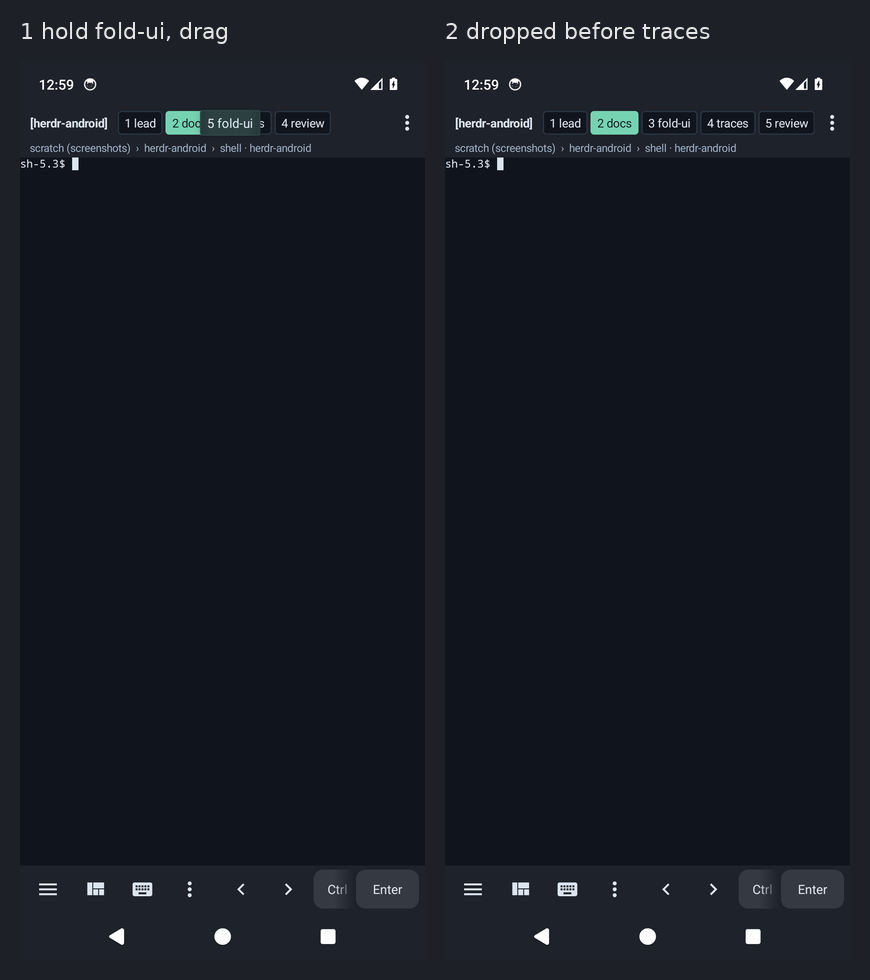 1 hold fold-ui, drag
12:59
[herdr-android] 1 lead 2 doc 5 fold-ui s 4 review
scratch (screenshots) › herdr-android › shell · herdr-android
sh-5.3$
Ctrl Enter
2 dropped before traces
12:59
[herdr-android] 1 lead 2 docs 3 fold-ui 4 traces 5 review
scratch (screenshots) › herdr-android › shell · herdr-android
sh-5.3$
Ctrl Enter